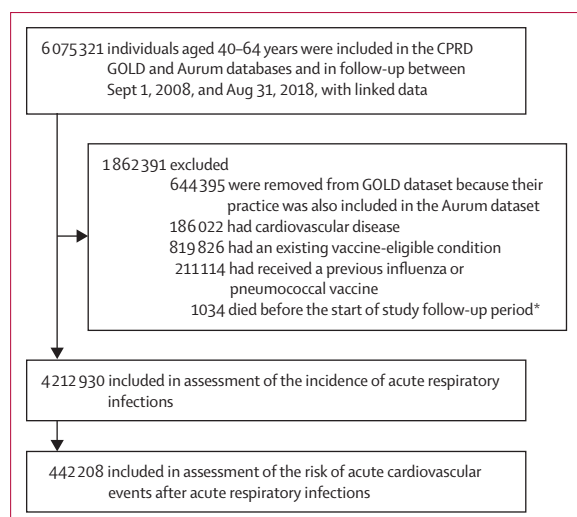 6 075 321 individuals aged 40–64 years were included in the CPRD
GOLD and Aurum databases and in follow-up between
Sept 1, 2008, and Aug 31, 2018, with linked data
1 862 391 excluded
644 395 were removed from GOLD dataset because their
practice was also included in the Aurum dataset
186 022 had cardiovascular disease
819 826 had an existing vaccine-eligible condition
211 114 had received a previous influenza or
pneumococcal vaccine
1034 died before the start of study follow-up period*
4 212 930 included in assessment of the incidence of acute respiratory
infections
442 208 included in assessment of the risk of acute cardiovascular
events after acute respiratory infections